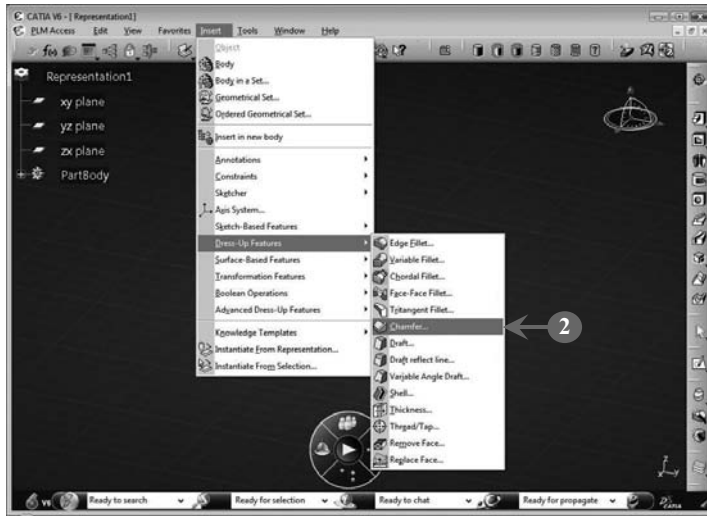 CATIA V6 - [ Representation1]
PLM Access Edit View Favorites Insert Tools Window Help
Representation1
xy plane
yz plane
zx plane
PartBody
Object
Body
Body in a Set...
Geometrical Set...
Ordered Geometrical Set...
Insert in new body
Annotations
Constraints
Sketcher
Axis System...
Sketch-Based Features
Dress-Up Features
Surface-Based Features
Transformation Features
Boolean Operations
Advanced Dress-Up Features
Knowledge Templates
Instantiate From Representation...
Instantiate From Selection...
Edge Fillet...
Variable Fillet...
Chordal Fillet...
Face-Face Fillet...
Tritangent Fillet...
Chamfer...
Draft...
Draft reflect line...
Variable Angle Draft...
Shell...
Thickness...
Thread/Tap...
Remove Face...
Replace Face...
2
z
V6 Ready to search Ready for selection Ready to chat Ready for propagate CATIA